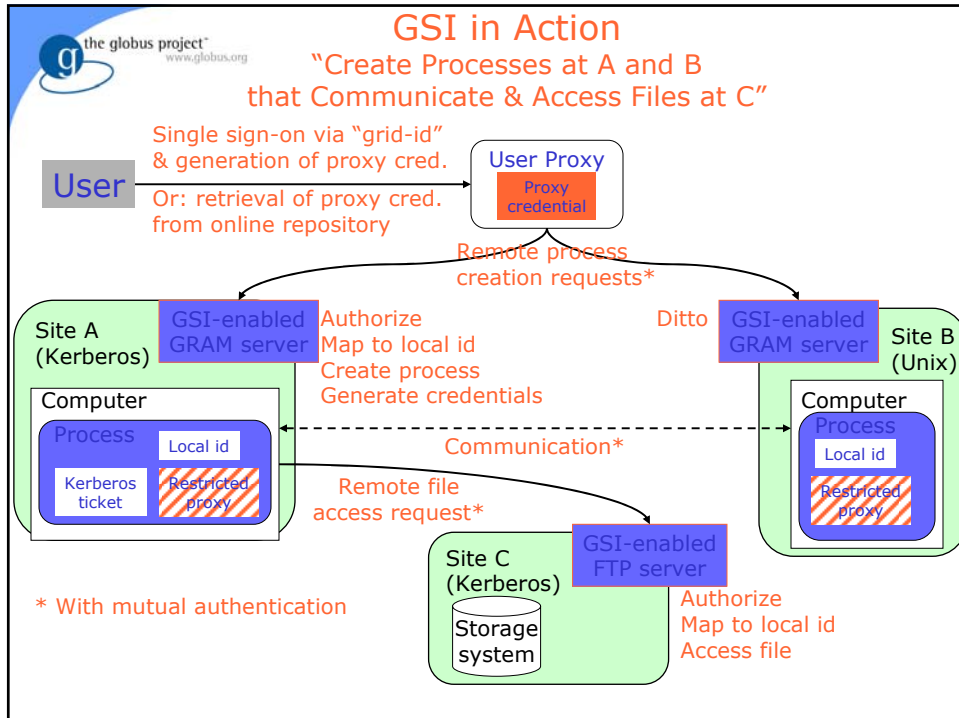 the globus project™
www.globus.org
g
GSI in Action
“Create Processes at A and B
that Communicate & Access Files at C”
Single sign-on via “grid-id”
& generation of proxy cred.
Or: retrieval of proxy cred.
from online repository
User
User Proxy
Proxy
credential
Remote process
creation requests*
Site A
(Kerberos)
GSI-enabled
GRAM server
Authorize
Map to local id
Create process
Generate credentials
Ditto
GSI-enabled
GRAM server
Site B
(Unix)
Computer
Process
Local id
Kerberos
ticket
Restricted
proxy
Communication*
Computer
Process
Local id
Restricted
proxy
Remote file
access request*
Site C
(Kerberos)
GSI-enabled
FTP server
Storage
system
Authorize
Map to local id
Access file
* With mutual authentication